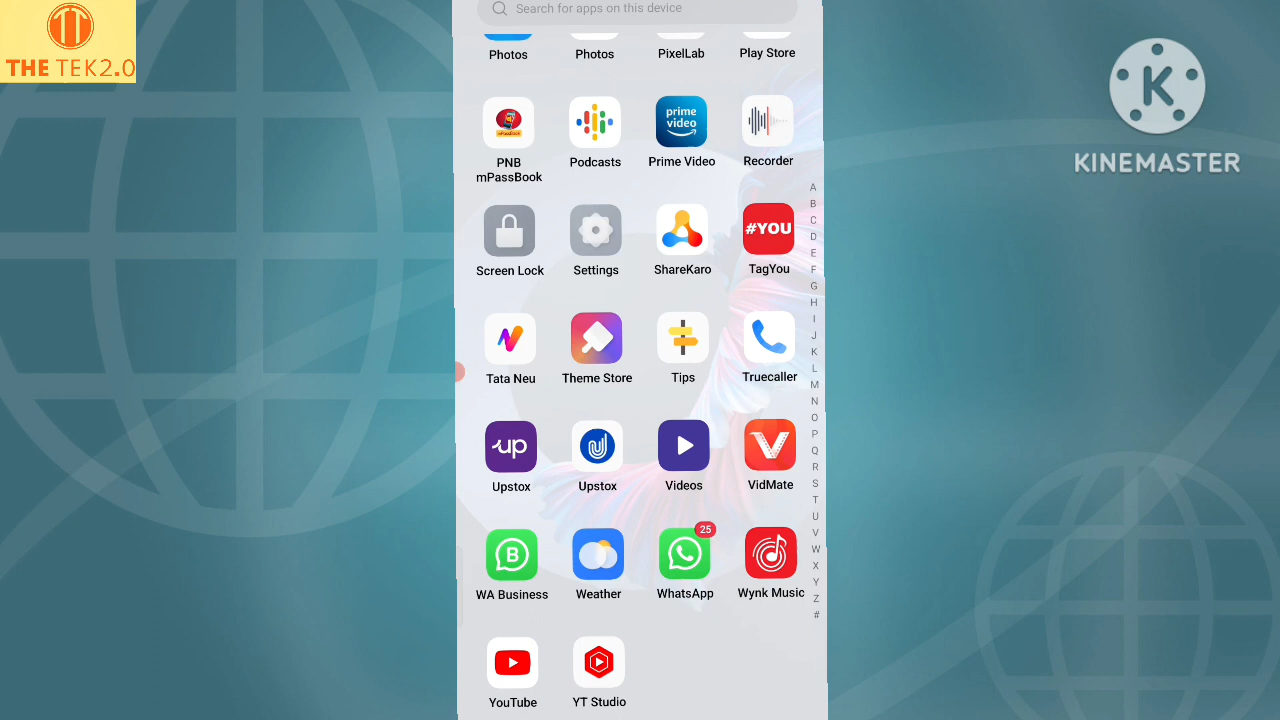 THE TEK2.0
KINEMASTER
K
Search for apps on this device
Photos Photos PixelLab Play Store
prime
video
mPassBook
PNB
mPassBook
Podcasts Prime Video Recorder
#YOU
Screen Lock Settings ShareKaro TagYou
Tata Neu Theme Store Tips Truecaller
up
Upstox Upstox Videos VidMate
25
B
WA Business Weather WhatsApp Wynk Music
YouTube YT Studio
A
B
C
D
E
F
G
H
I
J
K
L
M
N
O
P
Q
R
S
T
U
V
W
X
Y
Z
#